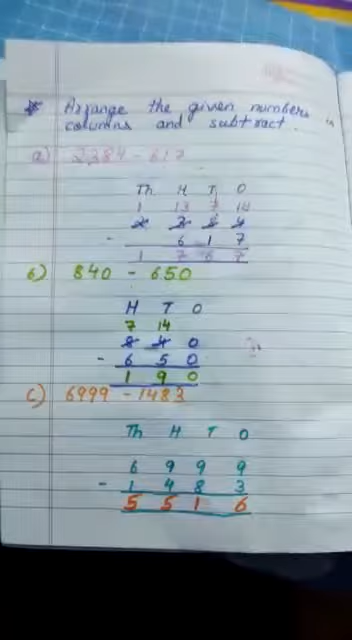 * Arrange the given numbers in
columns and subtract.
a) 2384 - 617
Th H T O
1 13 7 14
2 3 8 4
- 6 1 7
1 7 6 7
b) 840 - 650
H T O
7 14
8 4 0
- 6 5 0
1 9 0
c) 6999 - 1483
Th H T O
6 9 9 9
- 1 4 8 3
5 5 1 6